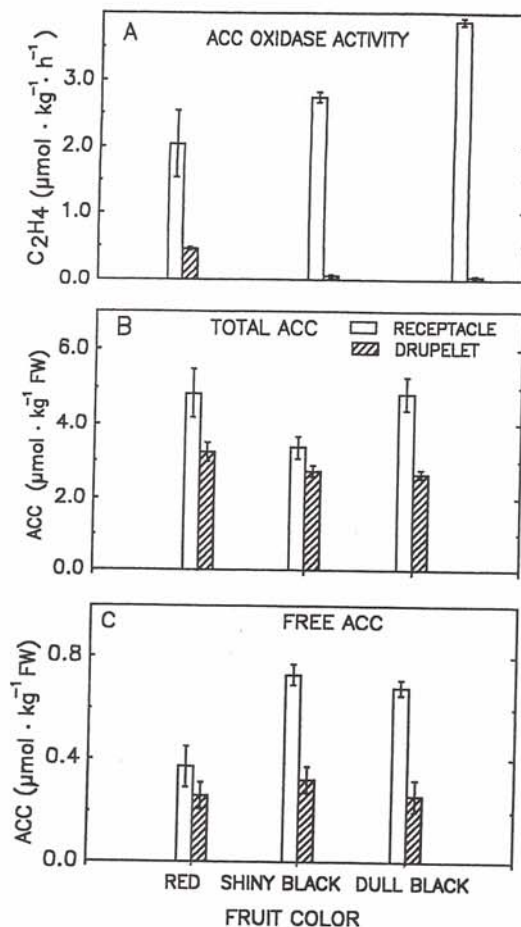 A
ACC OXIDASE ACTIVITY
C₂H₄ (μmol · kg⁻¹ · h⁻¹)
3.0
2.0
1.0
0.0
B
TOTAL ACC
RECEPTACLE
DRUPELET
ACC (μmol · kg⁻¹ FW)
6.0
4.0
2.0
0.0
C
FREE ACC
ACC (μmol · kg⁻¹ FW)
0.8
0.4
0.0
RED SHINY BLACK DULL BLACK
FRUIT COLOR